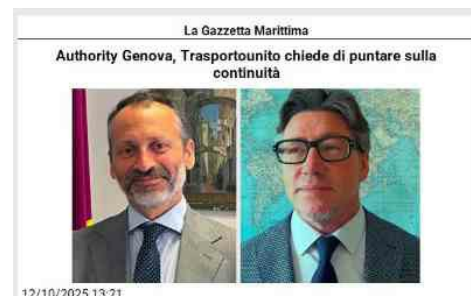 La Gazzetta Marittima
Authority Genova, Trasportounito chiede di puntare sulla
continuità
12/10/2025 13:21